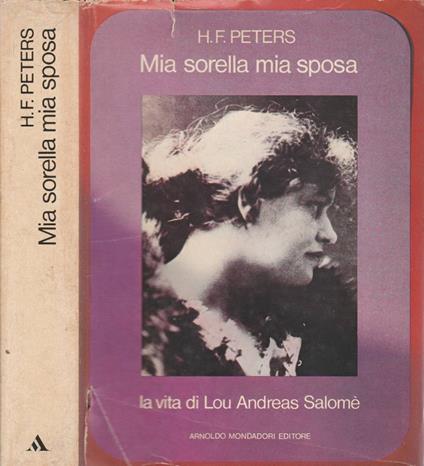 H.F. PETERS
Mia sorella mia sposa
H.F. PETERS
Mia sorella mia sposa
la vita di Lou Andreas Salomè
ARNOLDO MONDADORI EDITORE